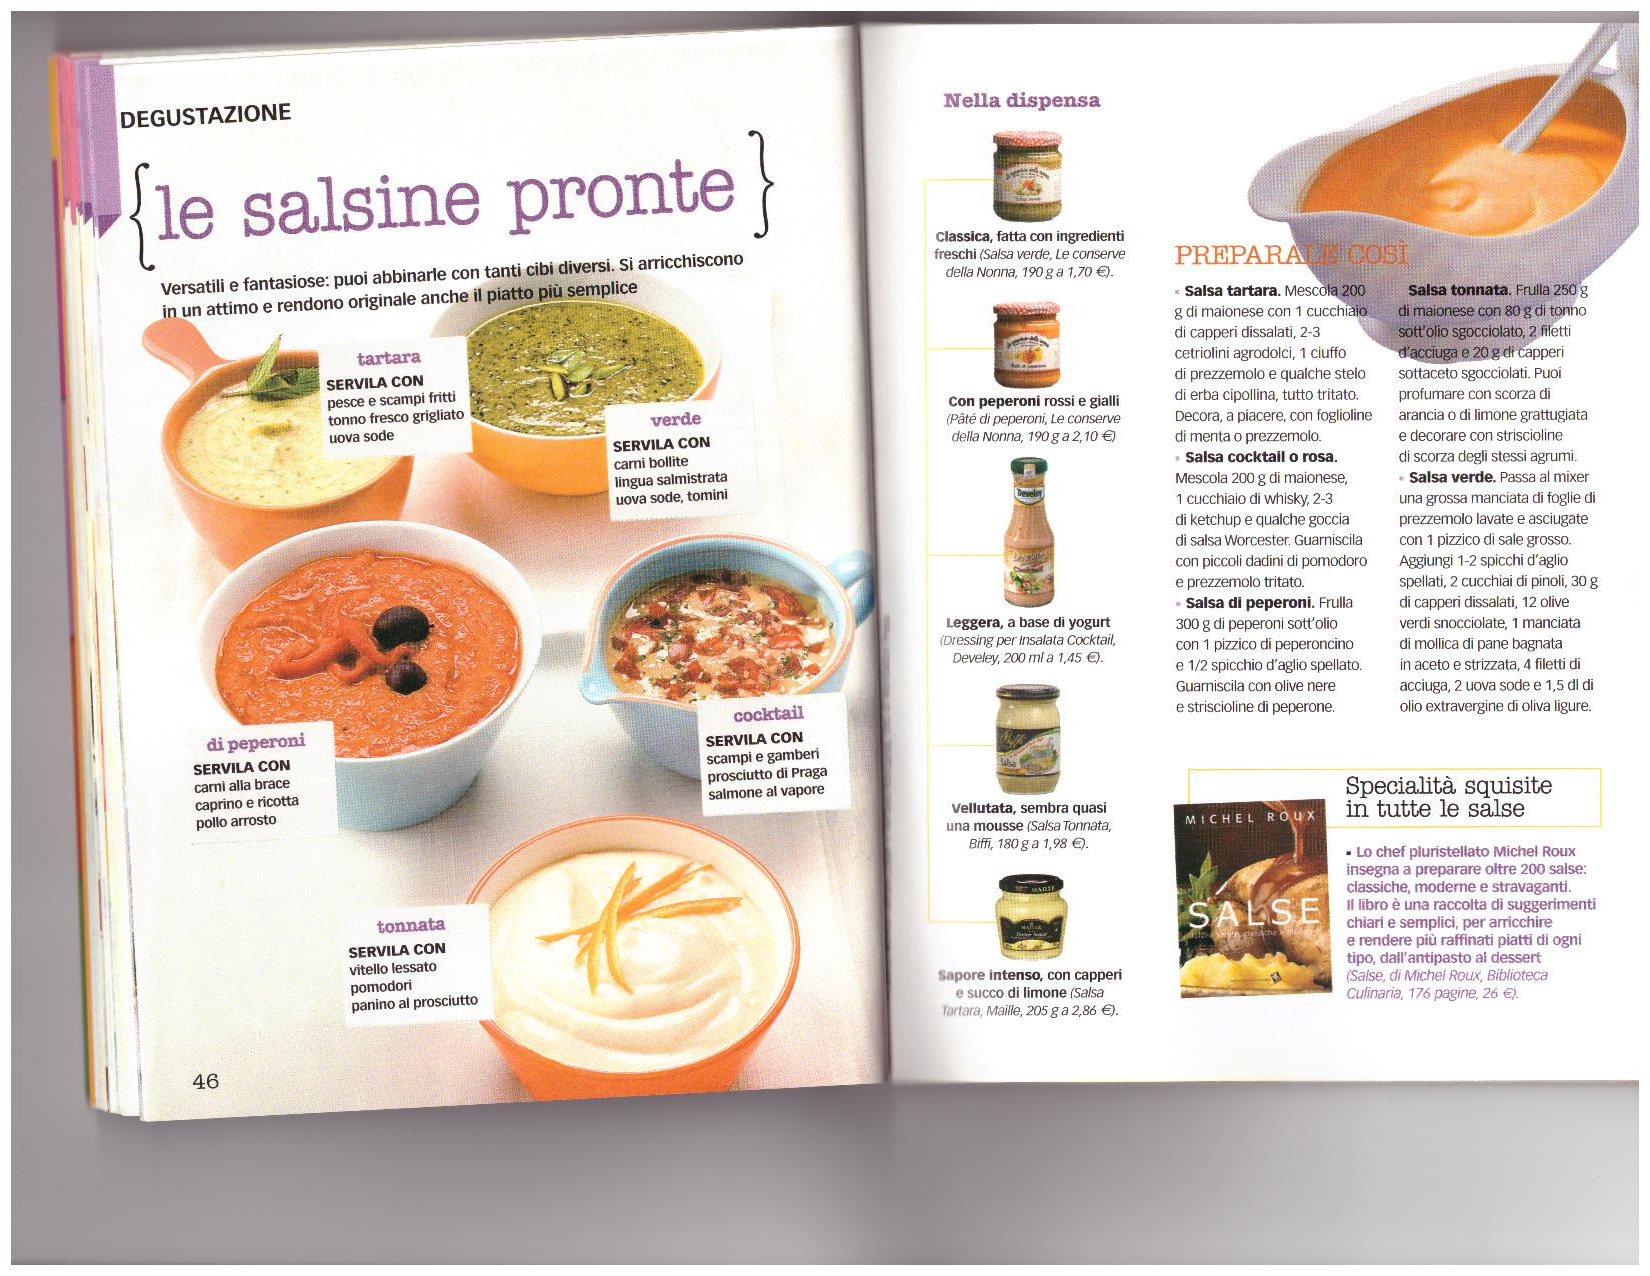 DEGUSTAZIONE
{le salsine pronte}
Versatili e fantasiose: puoi abbinarle con tanti cibi diversi. Si arricchiscono
in un attimo e rendono originale anche il piatto più semplice
tartara
SERVILA CON
pesce e scampi fritti
tonno fresco grigliato
uova sode
verde
SERVILA CON
carni bollite
lingua salmistrata
uova sode, tomini
di peperoni
SERVILA CON
carni alla brace
caprino e ricotta
pollo arrosto
cocktail
SERVILA CON
scampi e gamberi
prosciutto di Praga
salmone al vapore
tonnata
SERVILA CON
vitello lessato
pomodori
panino al prosciutto
46
Nella dispensa
Classica, fatta con ingredienti
freschi (Salsa verde, Le conserve
della Nonna, 190 g a 1,70 €).
Con peperoni rossi e gialli
(Pâté di peperoni, Le conserve
della Nonna, 190 g a 2,10 €)
Develey
Leggera, a base di yogurt
(Dressing per Insalata Cocktail,
Develey, 200 ml a 1,45 €).
Biffi
Salsa
Vellutata, sembra quasi
una mousse (Salsa Tonnata,
Biffi, 180 g a 1,98 €).
MAILLE
Sapore intenso, con capperi
e succo di limone (Salsa
Tartara, Maille, 205 g a 2,86 €).
PREPARALE COSÌ
• Salsa tartara. Mescola 200
g di maionese con 1 cucchiaio
di capperi dissalati, 2-3
cetriolini agrodolci, 1 ciuffo
di prezzemolo e qualche stelo
di erba cipollina, tutto tritato.
Decora, a piacere, con foglioline
di menta o prezzemolo.
• Salsa cocktail o rosa.
Mescola 200 g di maionese,
1 cucchiaio di whisky, 2-3
di ketchup e qualche goccia
di salsa Worcester. Guarniscila
con piccoli dadini di pomodoro
e prezzemolo tritato.
• Salsa di peperoni. Frulla
300 g di peperoni sott'olio
con 1 pizzico di peperoncino
e 1/2 spicchio d'aglio spellato.
Guarniscila con olive nere
e striscioline di peperone.
Salsa tonnata. Frulla 250 g
di maionese con 80 g di tonno
sott'olio sgocciolato, 2 filetti
d'acciuga e 20 g di capperi
sottaceto sgocciolati. Puoi
profumare con scorza di
arancia o di limone grattugiata
e decorare con striscioline
di scorza degli stessi agrumi.
• Salsa verde. Passa al mixer
una grossa manciata di foglie di
prezzemolo lavate e asciugate
con 1 pizzico di sale grosso.
Aggiungi 1-2 spicchi d'aglio
spellati, 2 cucchiai di pinoli, 30 g
di capperi dissalati, 12 olive
verdi snocciolate, 1 manciata
di mollica di pane bagnata
in aceto e strizzata, 4 filetti di
acciuga, 2 uova sode e 1,5 dl di
olio extravergine di oliva ligure.
MICHEL ROUX
SALSE
Specialità squisite
in tutte le salse
▪ Lo chef pluristellato Michel Roux
insegna a preparare oltre 200 salse:
classiche, moderne e stravaganti.
Il libro è una raccolta di suggerimenti
chiari e semplici, per arricchire
e rendere più raffinati piatti di ogni
tipo, dall'antipasto al dessert
(Salse, di Michel Roux, Biblioteca
Culinaria, 176 pagine, 26 €).